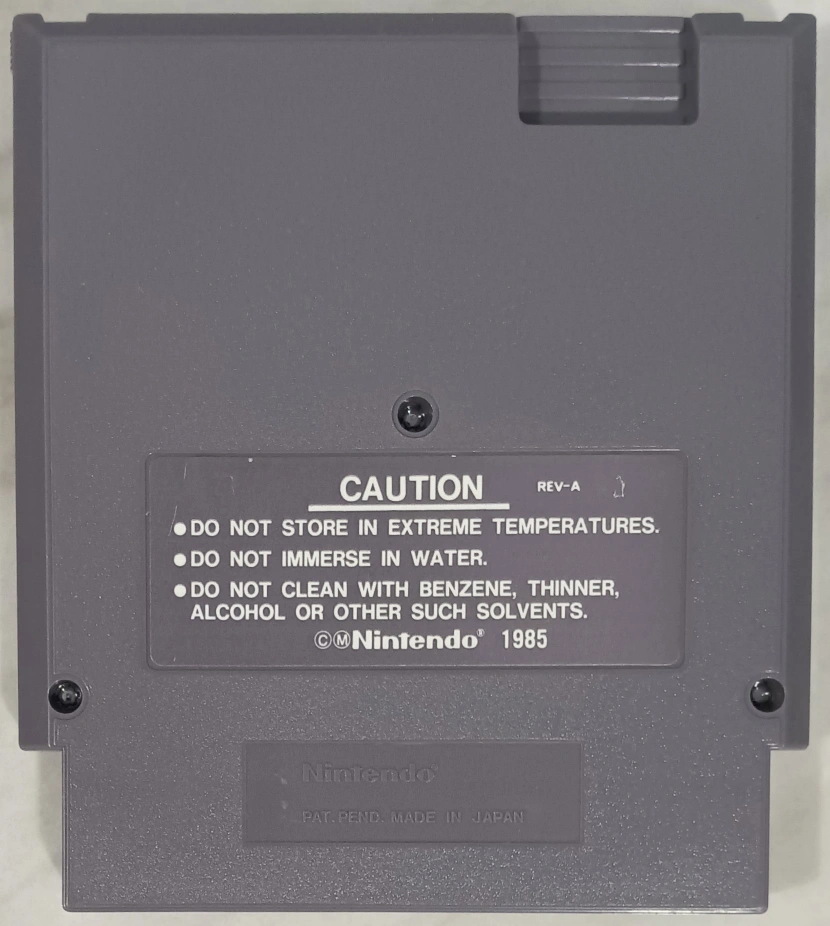 CAUTION REV-A
●DO NOT STORE IN EXTREME TEMPERATURES.
●DO NOT IMMERSE IN WATER.
●DO NOT CLEAN WITH BENZENE, THINNER,
ALCOHOL OR OTHER SUCH SOLVENTS.
©ⓂNintendo® 1985
Nintendo®
PAT. PEND. MADE IN JAPAN